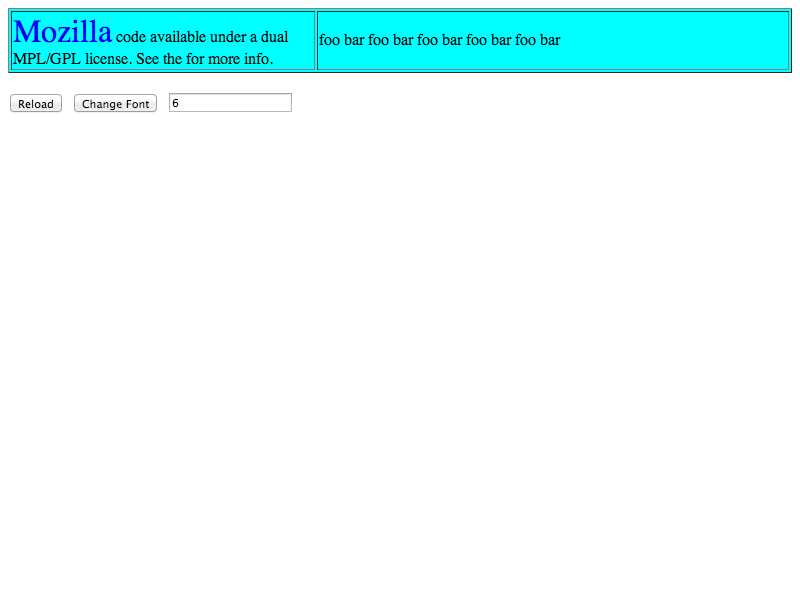 Mozilla code available under a dual
MPL/GPL license. See the for more info.
foo bar foo bar foo bar foo bar foo bar
Reload Change Font 6